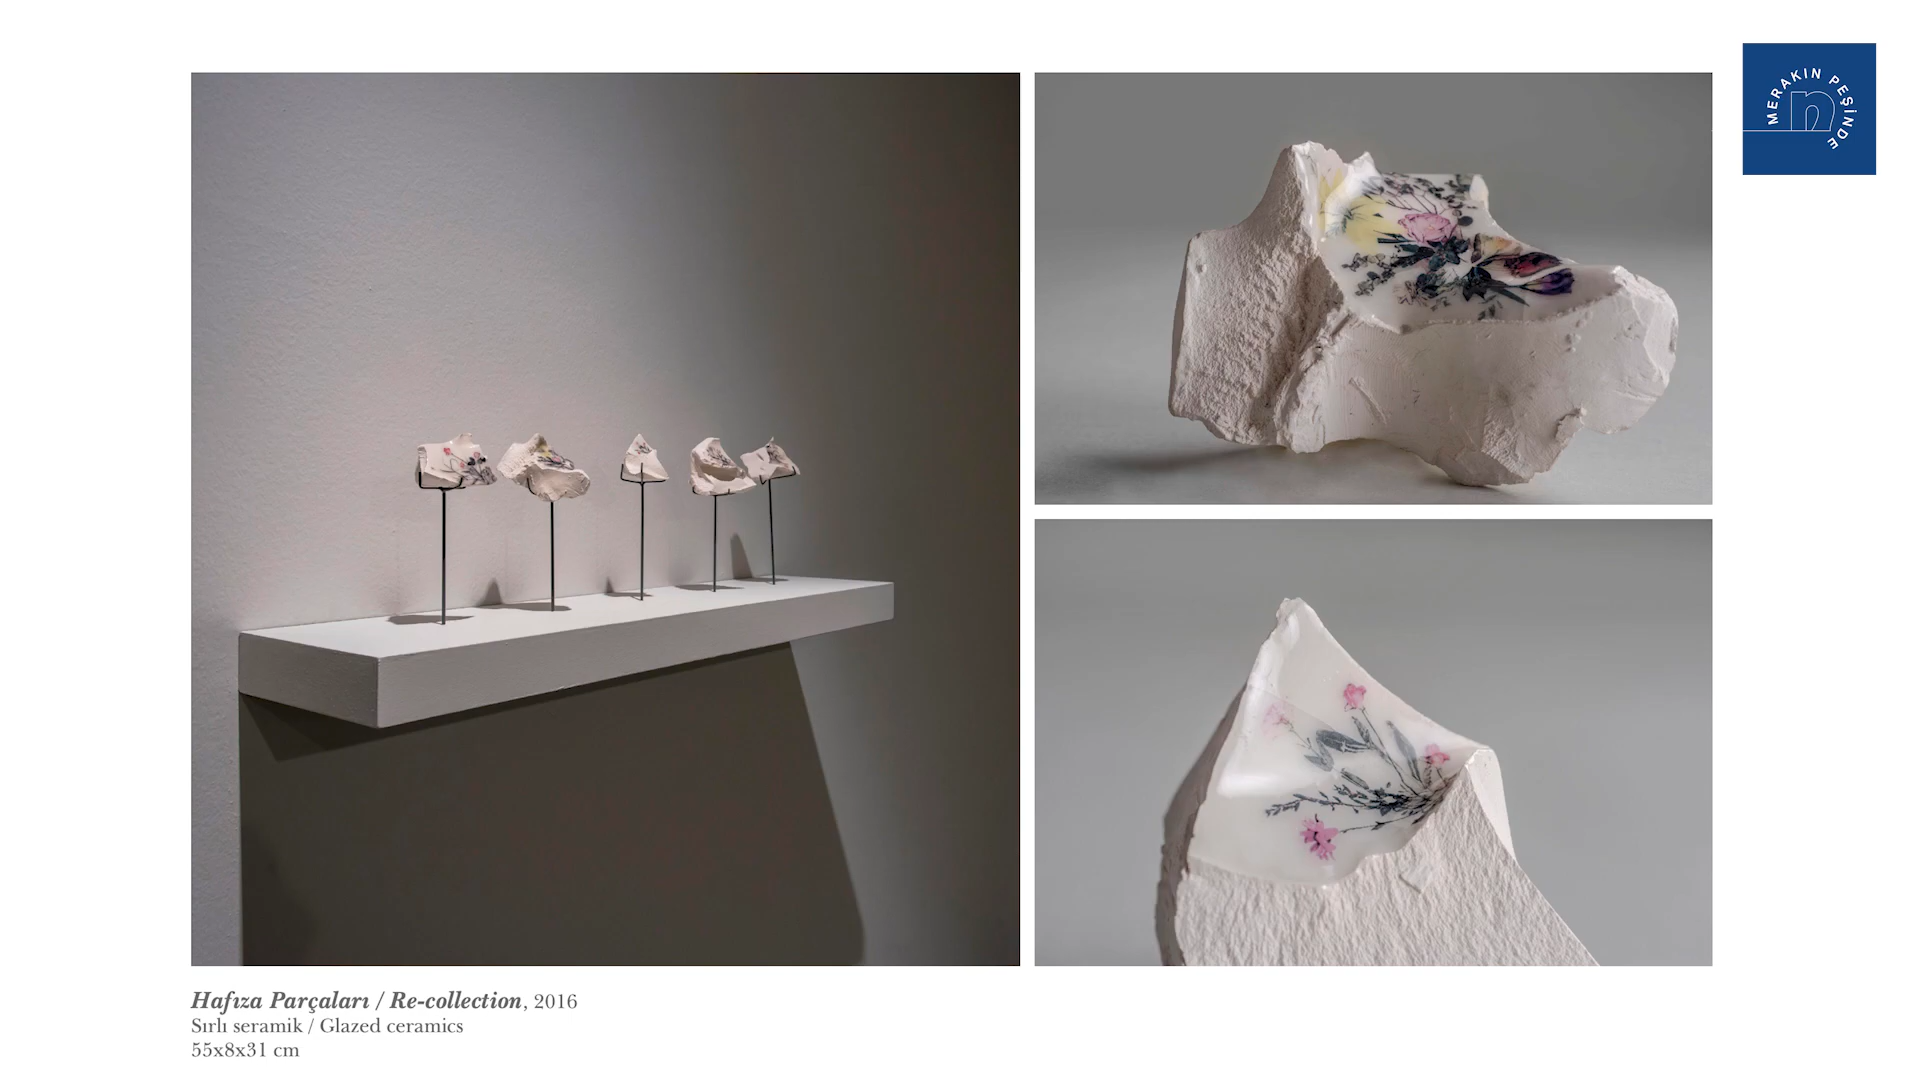 MERAKIN PEŞİNDE
n
Hafıza Parçaları / Re-collection, 2016
Sırlı seramik / Glazed ceramics
55x8x31 cm